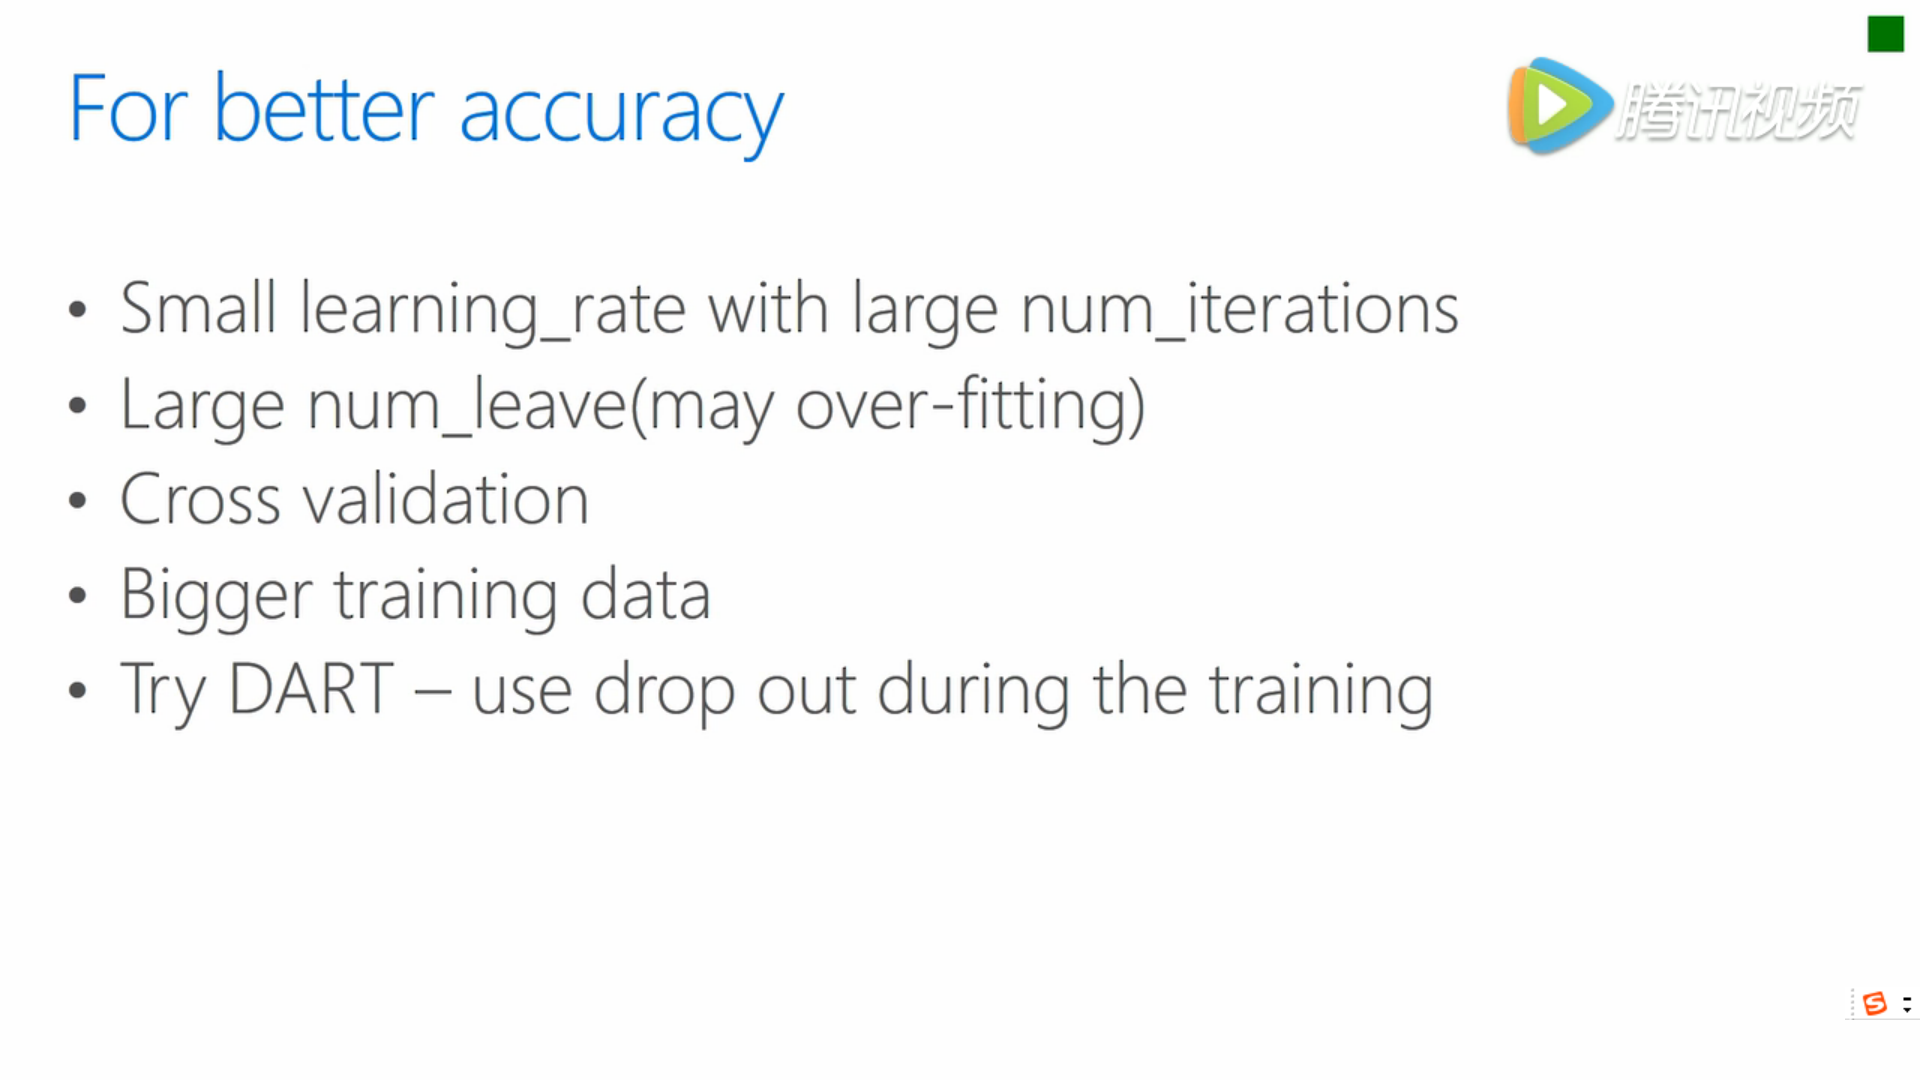 For better accuracy
腾讯视频
• Small learning_rate with large num_iterations
• Large num_leave(may over-fitting)
• Cross validation
• Bigger training data
• Try DART – use drop out during the training
S